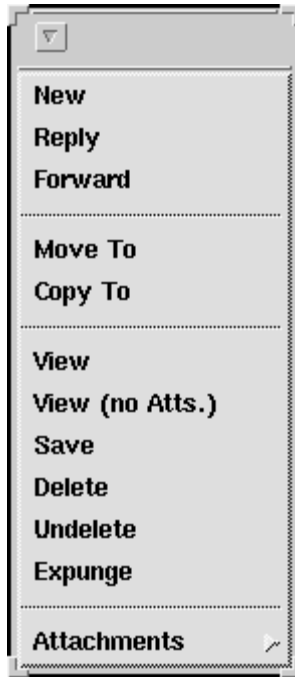 New
Reply
Forward
Move To
Copy To
View
View (no Atts.)
Save
Delete
Undelete
Expunge
Attachments